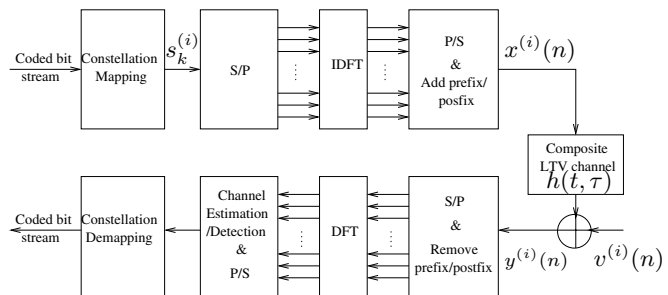 Coded bit
stream
Constellation
Mapping
s_k^{(i)}
S/P
IDFT
P/S
&
Add prefix/
posfix
x^{(i)}(n)
Composite
LTV channel
h(t, τ)
Coded bit
stream
Constellation
Demapping
Channel
Estimation
/Detection
&
P/S
DFT
S/P
&
Remove
prefix/postfix
y^{(i)}(n)
v^{(i)}(n)